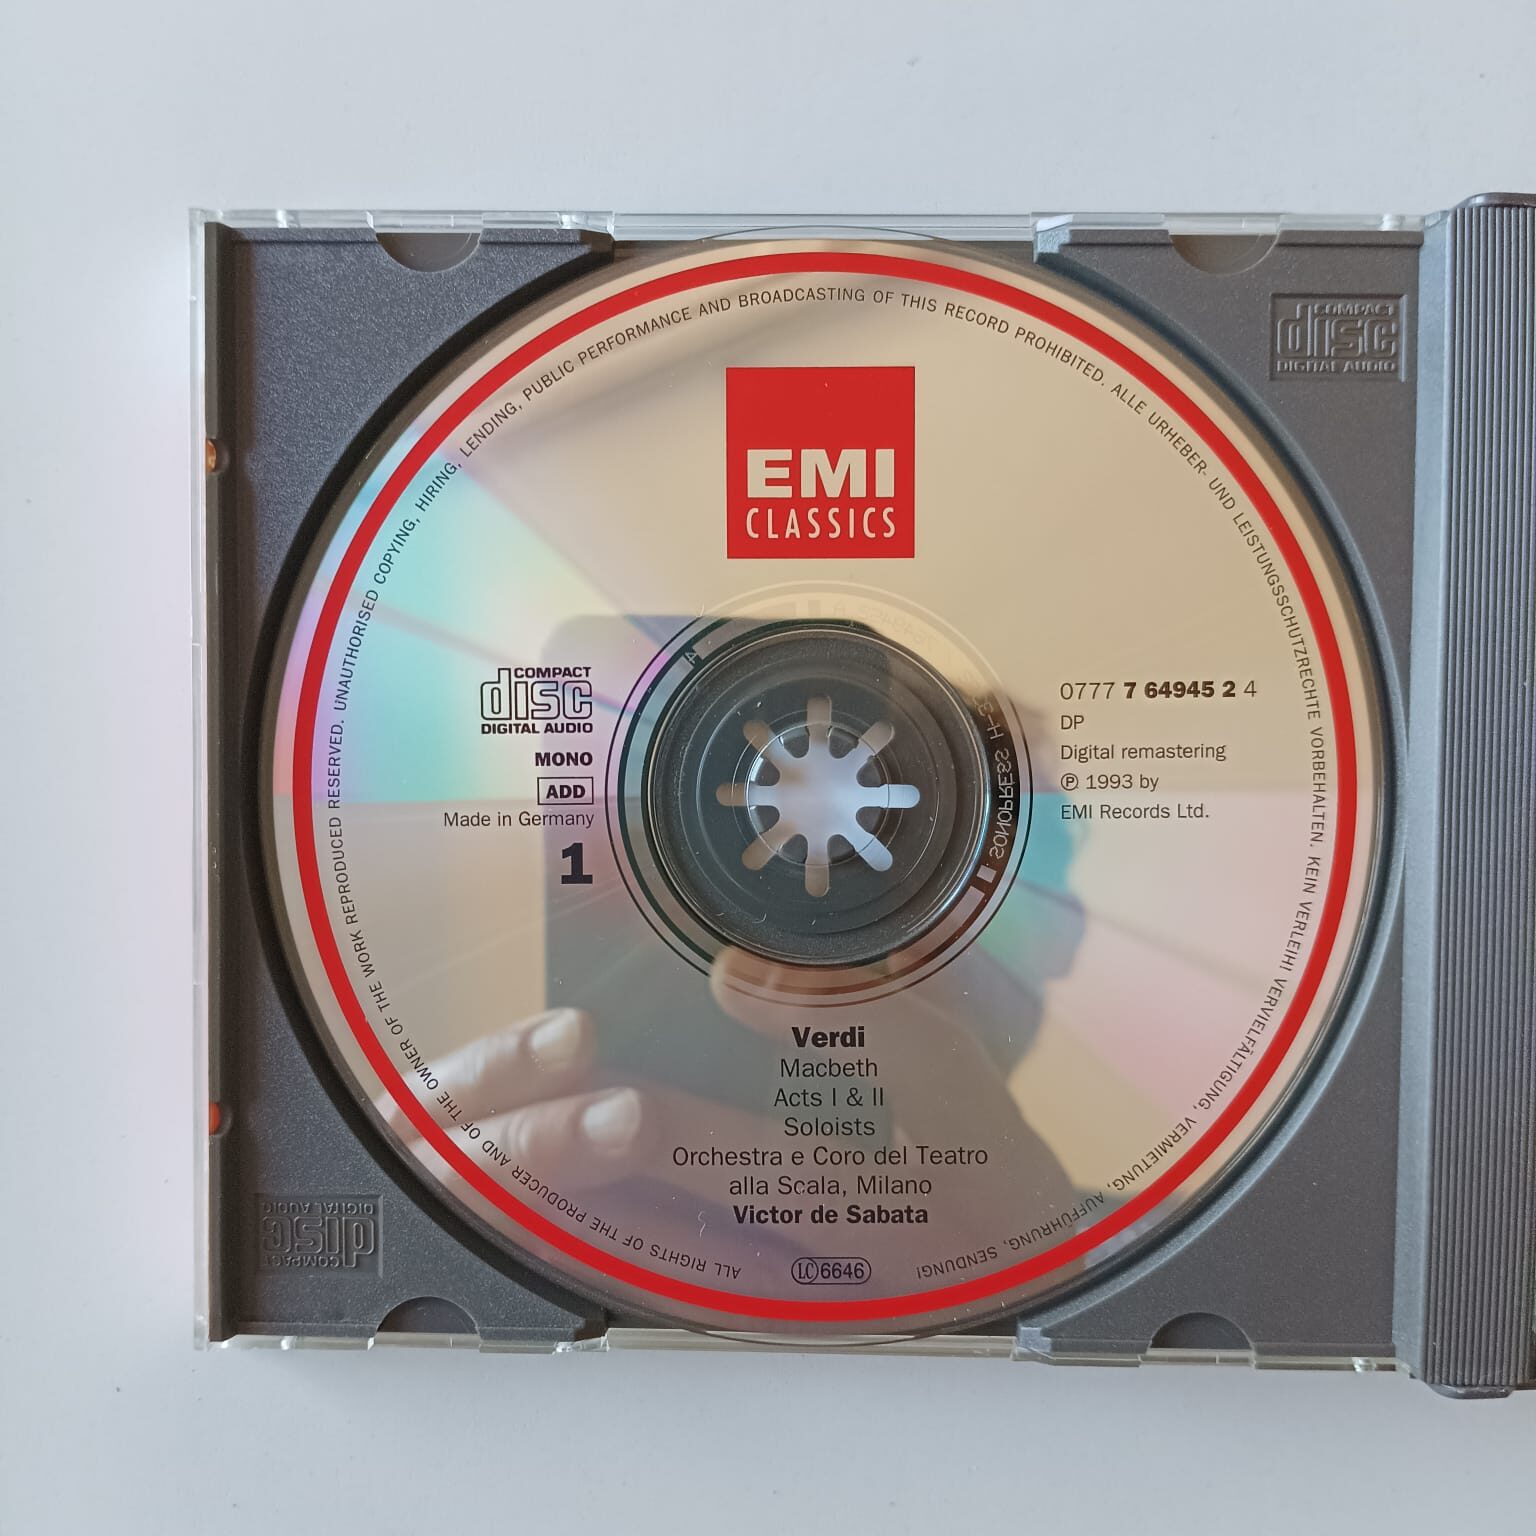 UNAUTHORISED COPYING, HIRING, LENDING, PUBLIC PERFORMANCE AND BROADCASTING OF THIS RECORD PROHIBITED. ALLE URHEBER- UND LEISTUNGSSCHUTZRECHTE VORBEHALTEN. KEIN VERLEIH! VERVIELFÄLTIGUNG, VERMIETUNG, AUFFÜHRUNG, SENDUNG!
ALL RIGHTS OF THE PRODUCER AND OF THE OWNER OF THE WORK REPRODUCED RESERVED.
EMI
CLASSICS
COMPACT
disc
DIGITAL AUDIO
MONO
ADD
Made in Germany
1
0777 7 64945 2 4
DP
Digital remastering
℗ 1993 by
EMI Records Ltd.
SONOPRESS
Verdi
Macbeth
Acts I & II
Soloists
Orchestra e Coro del Teatro
alla Scala, Milano
Victor de Sabata
LC 6646
COMPACT
disc
DIGITAL AUDIO
COMPACT
disc
DIGITAL AUDIO